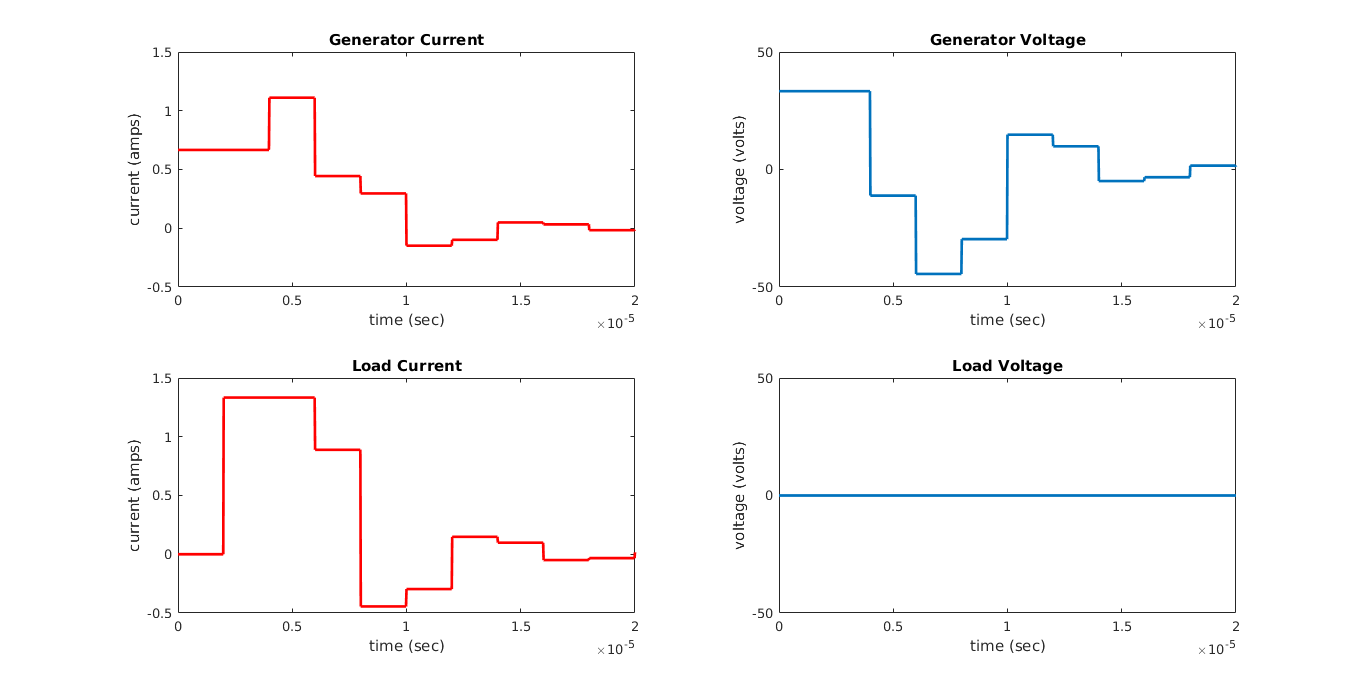 Generator Current
1.5
1
0.5
0
-0.5
current (amps)
0 0.5 1 1.5 2
time (sec)
×10-5
Generator Voltage
50
0
-50
voltage (volts)
0 0.5 1 1.5 2
time (sec)
×10-5
Load Current
1.5
1
0.5
0
-0.5
current (amps)
0 0.5 1 1.5 2
time (sec)
×10-5
Load Voltage
50
0
-50
voltage (volts)
0 0.5 1 1.5 2
time (sec)
×10-5